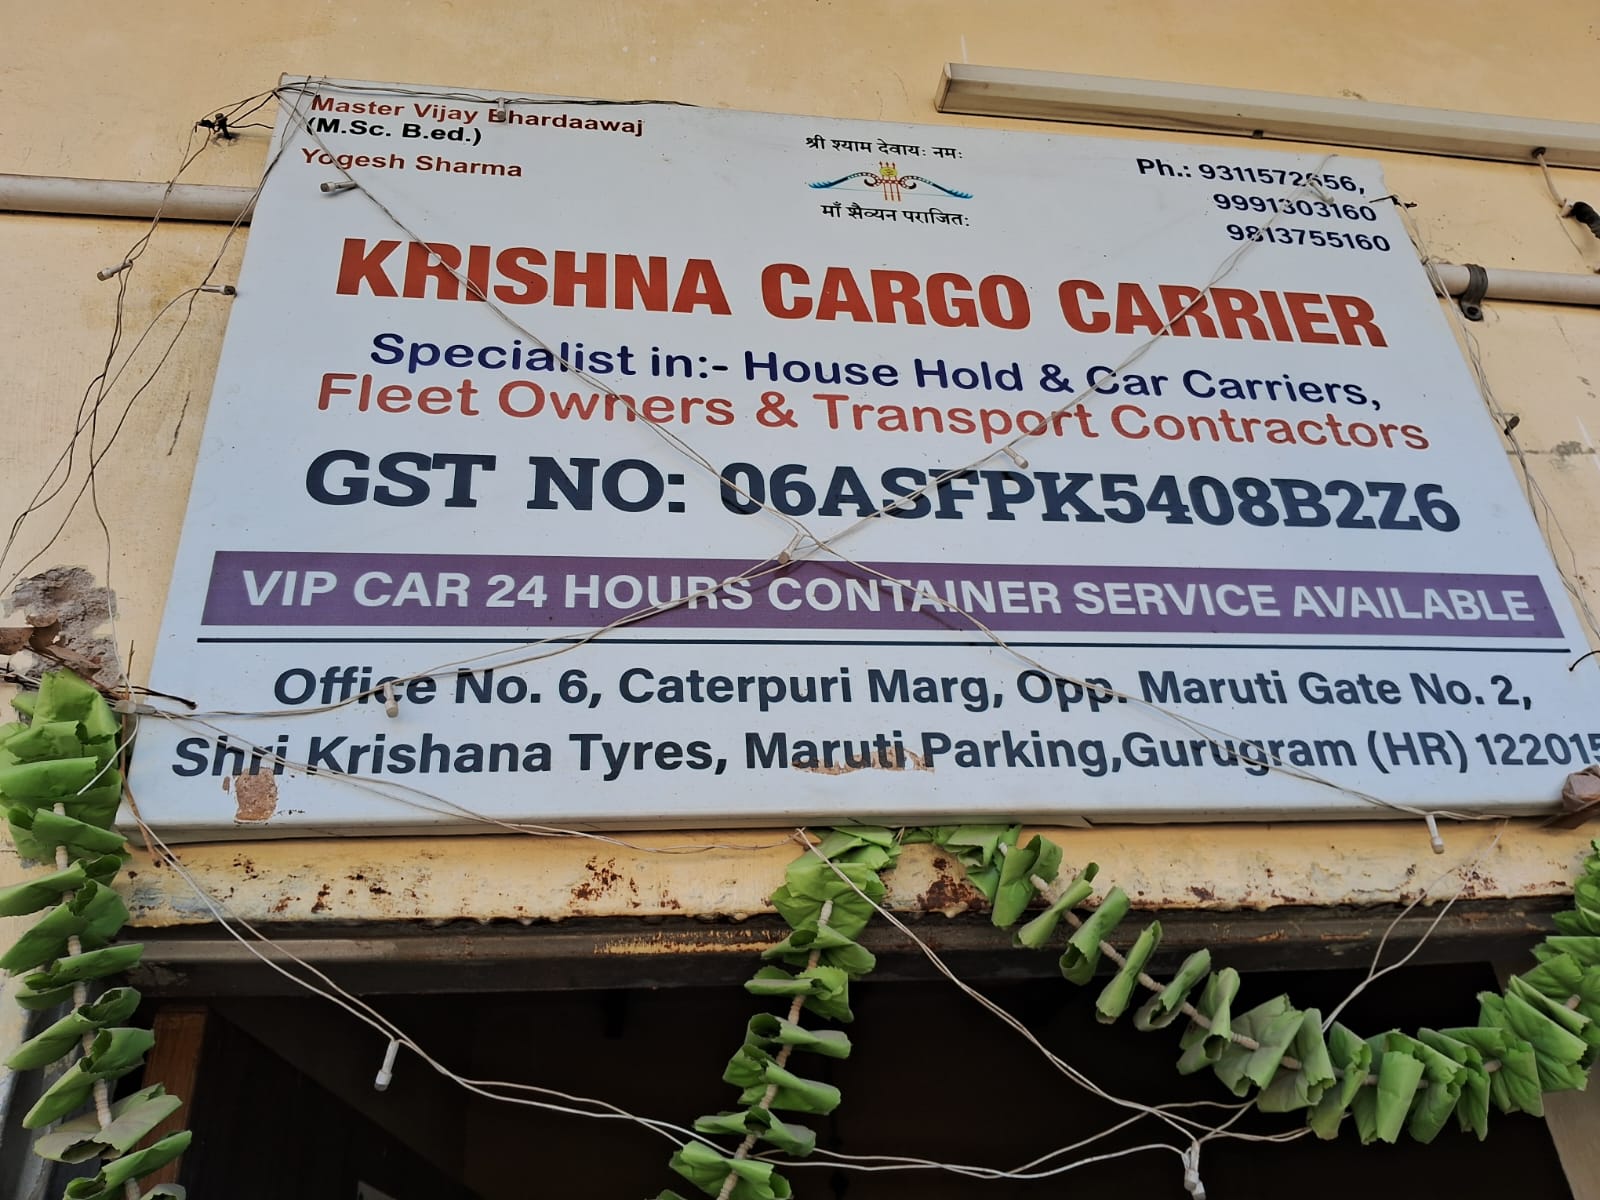 Master Vijay Bhardaawaj
(M.Sc. B.ed.)
Yogesh Sharma
श्री श्याम देवायः नमः
माँ सैव्यन पराजितः
Ph.: 9311572656,
9991303160
9813755160
KRISHNA CARGO CARRIER
Specialist in:- House Hold & Car Carriers,
Fleet Owners & Transport Contractors
GST NO: 06ASFPK5408B2Z6
VIP CAR 24 HOURS CONTAINER SERVICE AVAILABLE
Office No. 6, Caterpuri Marg, Opp. Maruti Gate No. 2,
Shri Krishana Tyres, Maruti Parking,Gurugram (HR) 122015